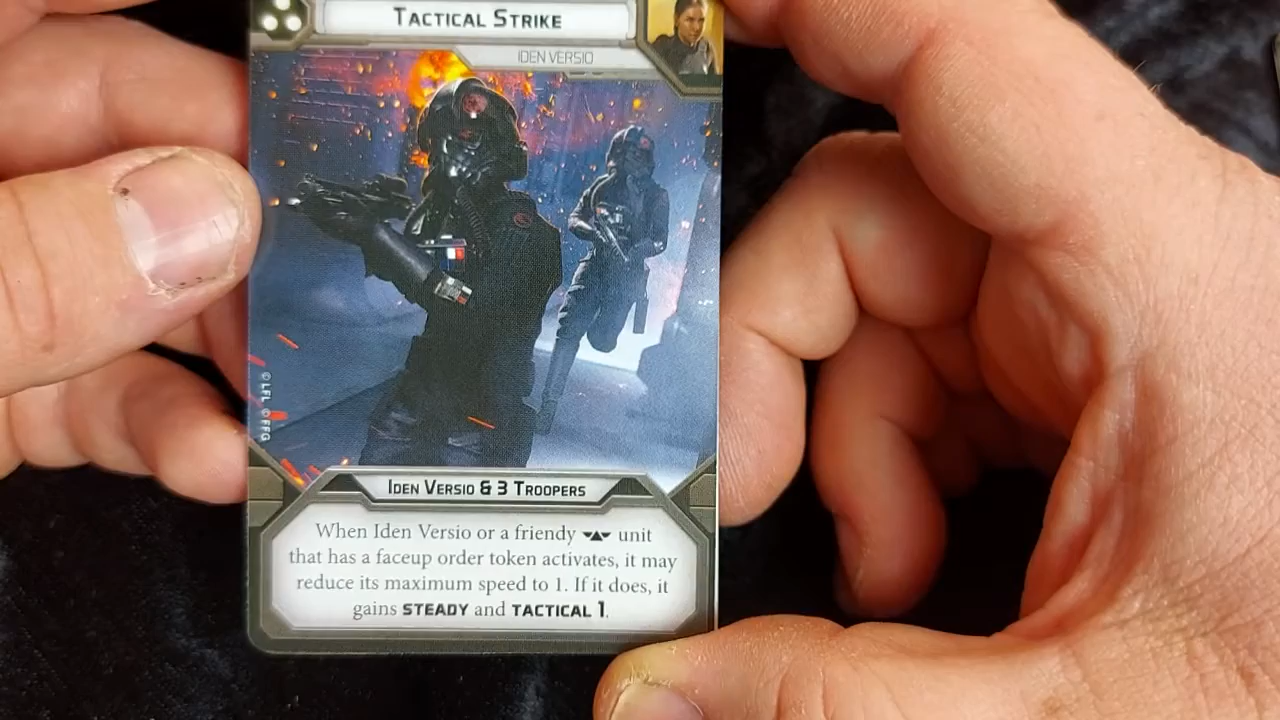 TACTICAL STRIKE
IDEN VERSIO
©LFL ©FFG
IDEN VERSIO & 3 TROOPERS
When Iden Versio or a friendly unit
that has a faceup order token activates, it may
reduce its maximum speed to 1. If it does, it
gains STEADY and TACTICAL 1.